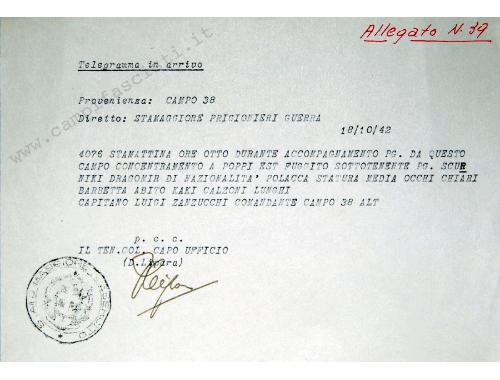 Allegato N. 39
Telegramma in arrivo
Provenienza: CAMPO 38
Diretto: STAMAGGIORE PRIGIONIERI GUERRA
18/10/42
4076 STAMATTINA ORE OTTO DURANTE ACCOMPAGNAMENTO PG. DA QUESTO
CAMPO CONCENTRAMENTO A POPPI EST FUGGITO SOTTOTENENTE PG. SCUR
NIKI DRAGOMIR DI NAZIONALITA' POLACCA STATURA MEDIA OCCHI CHIARI
BARBETTA ABITO KAKI CALZONI LUNGHI
CAPITANO LUIGI ZANZUCCHI COMANDANTE CAMPO 38 ALT
p. c. c.
IL TEN.COL. CAPO UFFICIO
www.campifascisti.it